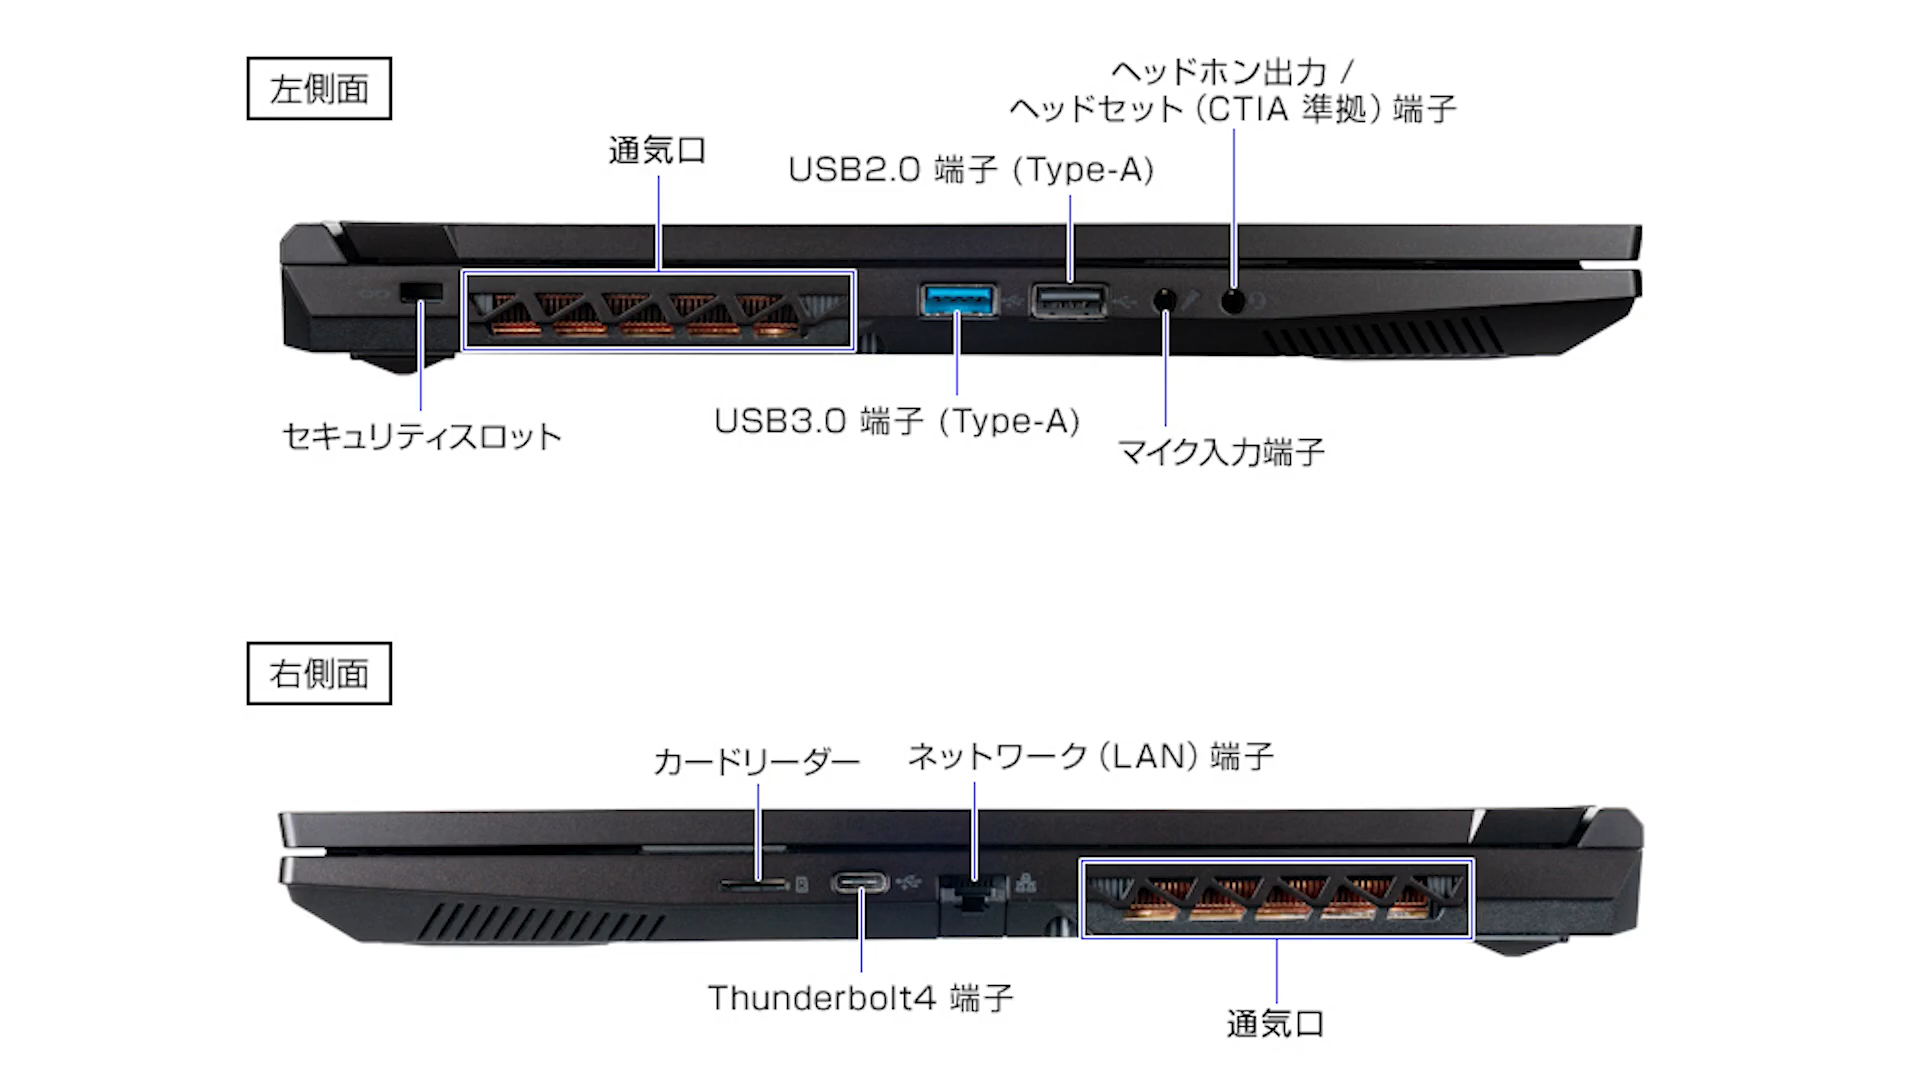 左側面
ヘッドホン出力 /
ヘッドセット（CTIA 準拠）端子
通気口
USB2.0 端子 (Type-A)
セキュリティスロット
USB3.0 端子 (Type-A)
マイク入力端子
右側面
カードリーダー
ネットワーク（LAN）端子
Thunderbolt4 端子
通気口